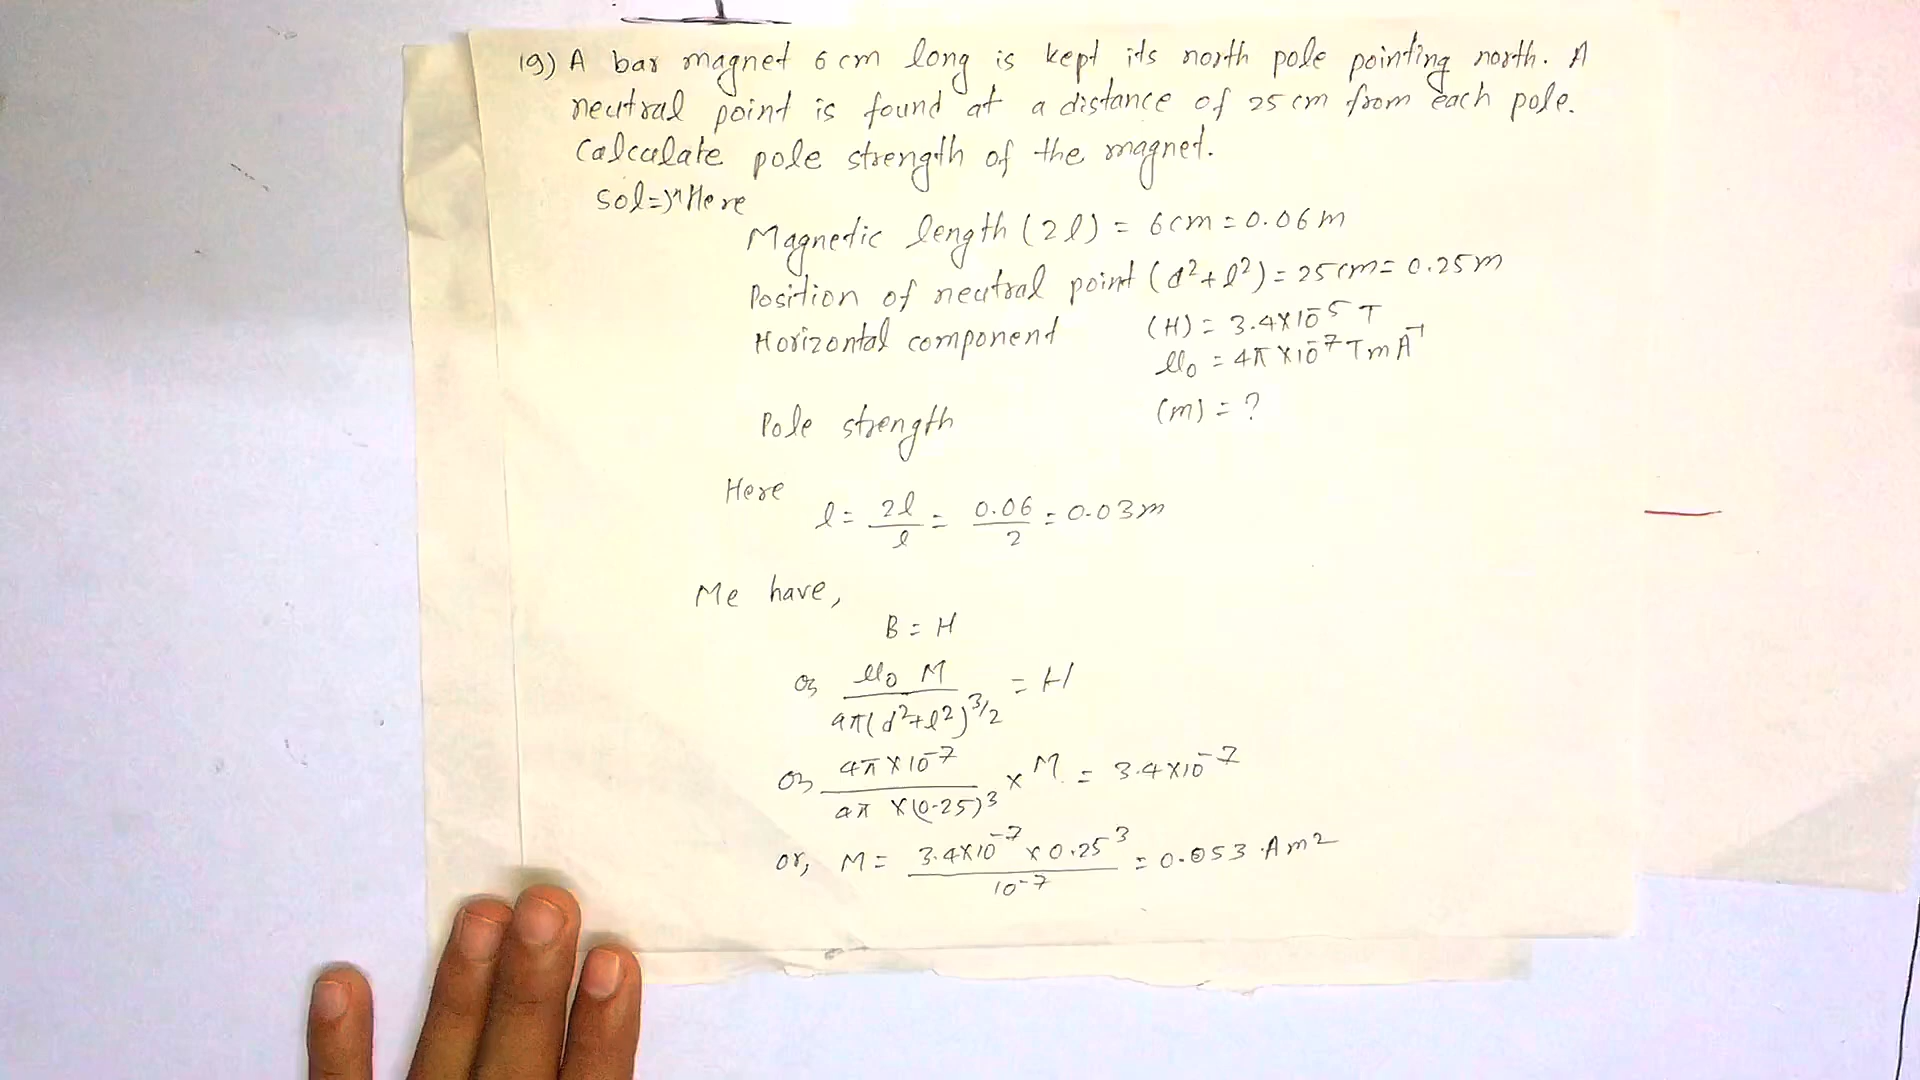 19) A bar magnet 6 cm long is kept its north pole pointing north. A
neutral point is found at a distance of 25 cm from each pole.
Calculate pole strength of the magnet.
Sol=)ⁿ Here
Magnetic length (2l) = 6cm = 0.06m
Position of neutral point (d²+l²) = 25cm = 0.25m
Horizontal component (H) = 3.4×10⁻⁵ T
μ₀ = 4π×10⁻⁷ TmA⁻¹
Pole strength (m) = ?
Here
l = 2l/l = 0.06/2 = 0.03m
Me have,
B = H
or μ₀ M / 4π(d²+l²)^3/2 = H
or 4π×10⁻⁷ / 4π×(0.25)³ × M = 3.4×10⁻⁷
or, M = 3.4×10⁻⁷ × 0.25³ / 10⁻⁷ = 0.053 Am²